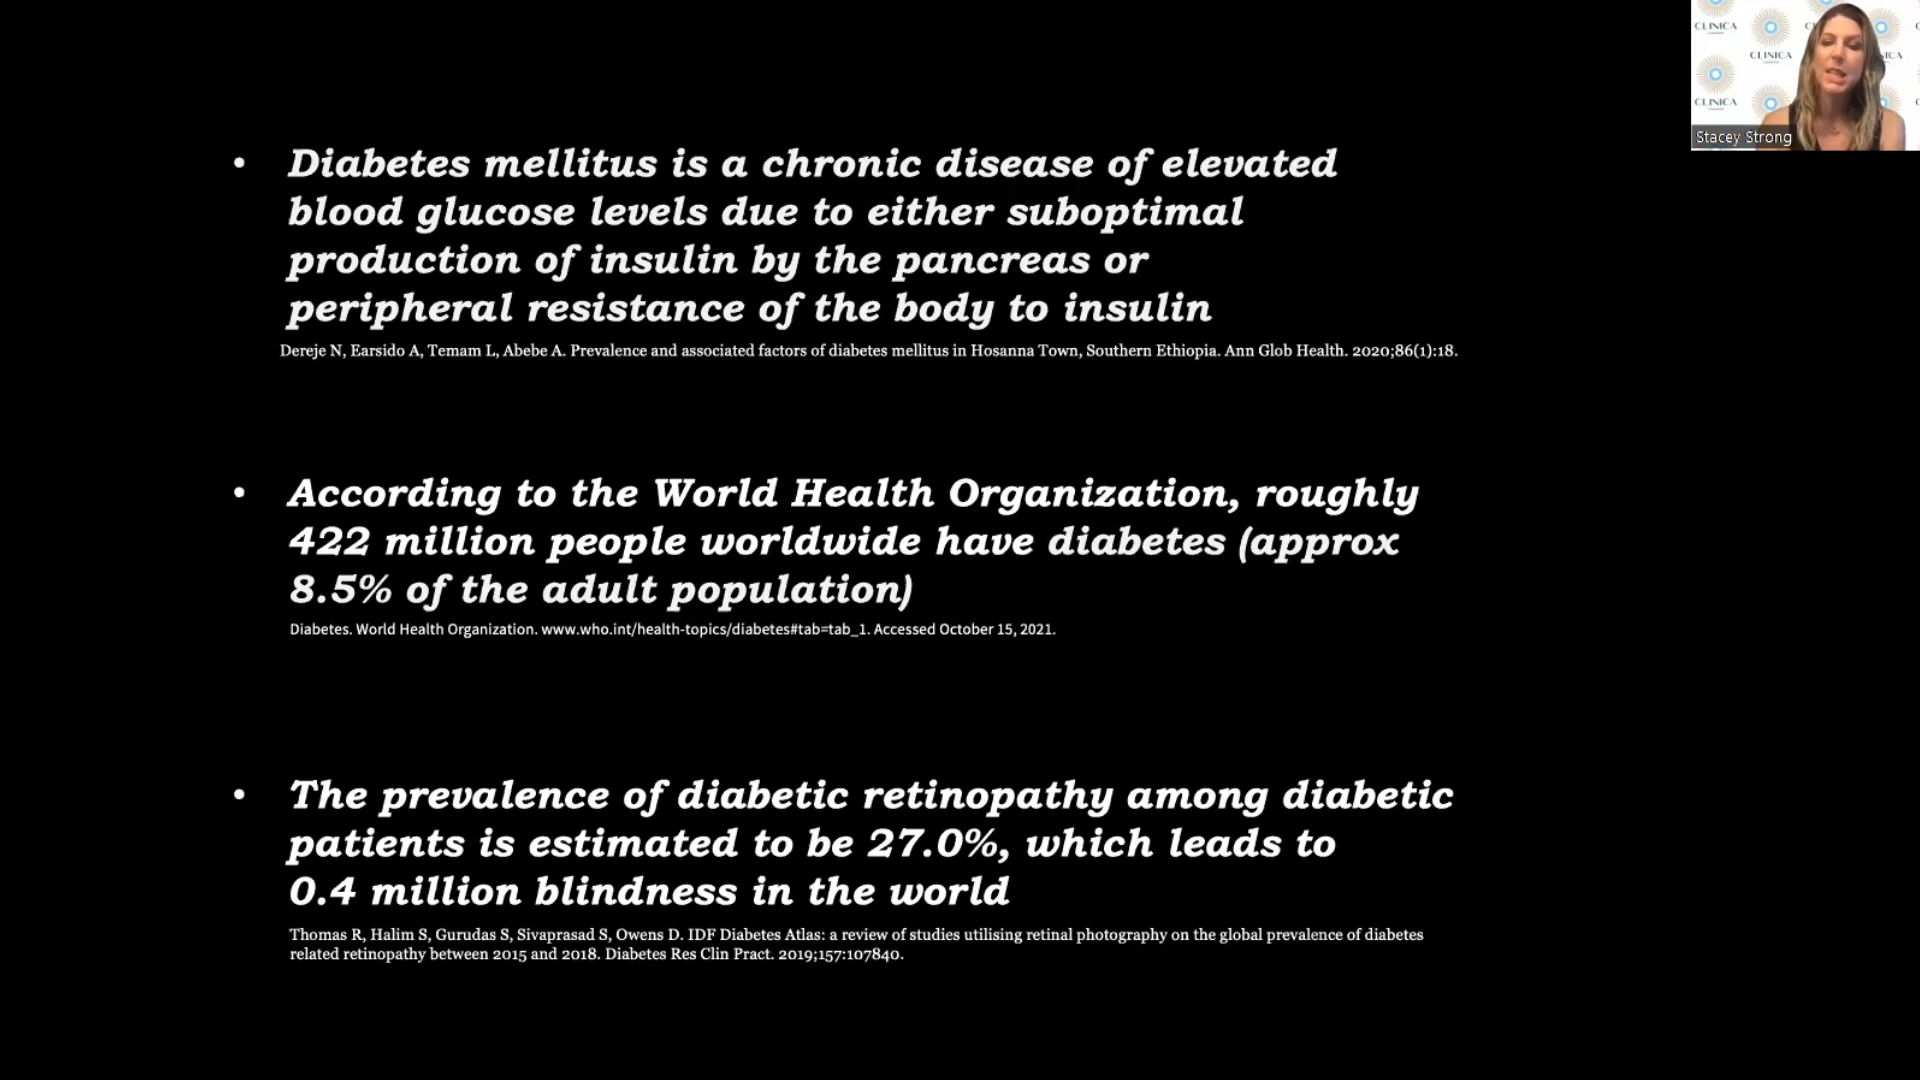 • Diabetes mellitus is a chronic disease of elevated
blood glucose levels due to either suboptimal
production of insulin by the pancreas or
peripheral resistance of the body to insulin
Dereje N, Earsido A, Temam L, Abebe A. Prevalence and associated factors of diabetes mellitus in Hosanna Town, Southern Ethiopia. Ann Glob Health. 2020;86(1):18.
• According to the World Health Organization, roughly
422 million people worldwide have diabetes (approx
8.5% of the adult population)
Diabetes. World Health Organization. www.who.int/health-topics/diabetes#tab=tab_1. Accessed October 15, 2021.
• The prevalence of diabetic retinopathy among diabetic
patients is estimated to be 27.0%, which leads to
0.4 million blindness in the world
Thomas R, Halim S, Gurudas S, Sivaprasad S, Owens D. IDF Diabetes Atlas: a review of studies utilising retinal photography on the global prevalence of diabetes
related retinopathy between 2015 and 2018. Diabetes Res Clin Pract. 2019;157:107840.
CLINICA
CLINICA
CLINICA
Stacey Strong